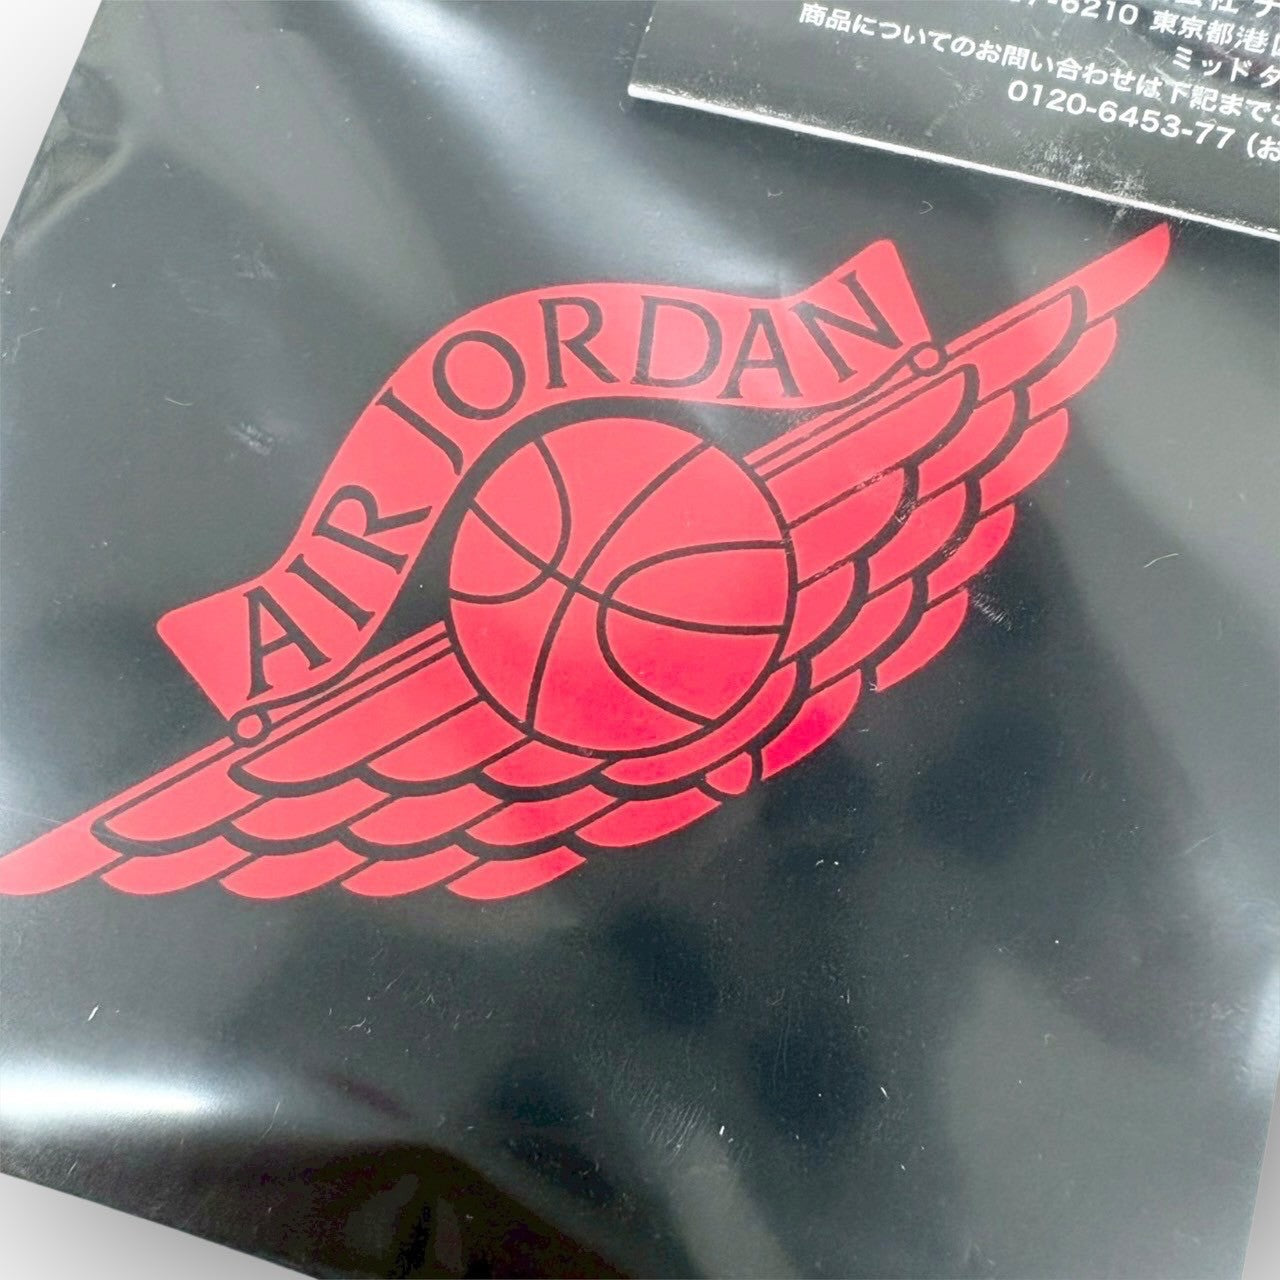 6210 東京都港
ミッド
商品についてのお問い合わせは下記まで
0120-6453-77 (お
AIR JORDAN